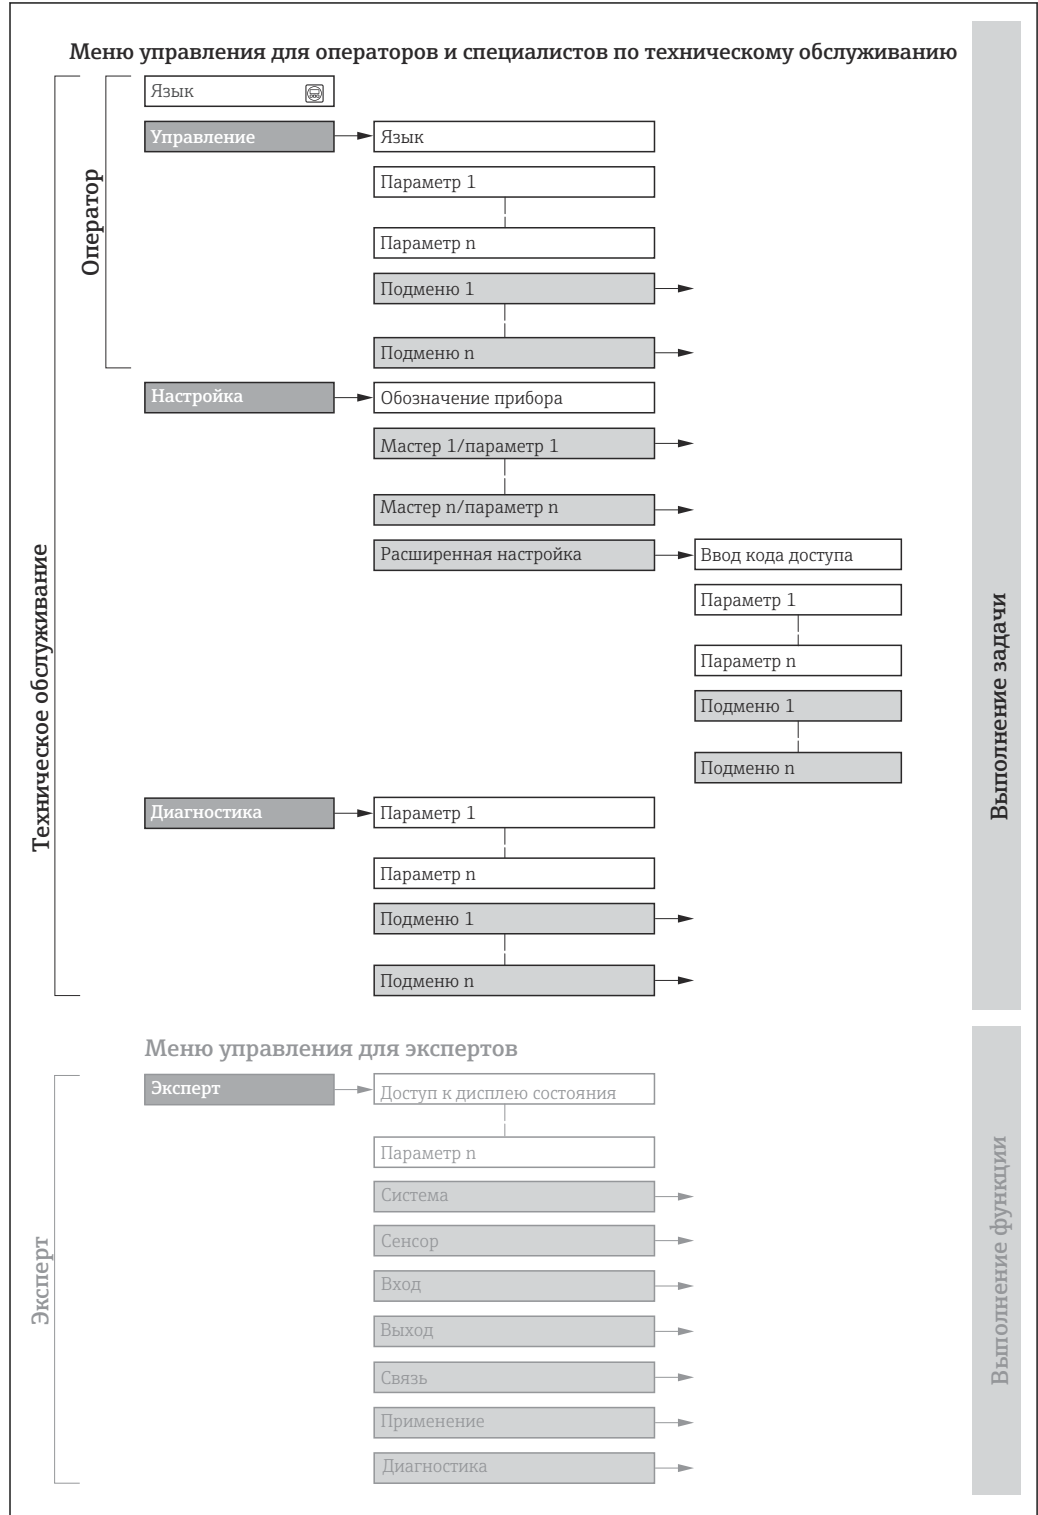 Меню управления для операторов и специалистов по техническому обслуживанию
Язык
Управление
Язык
Параметр 1
Параметр n
Подменю 1
Подменю n
Оператор
Настройка
Обозначение прибора
Мастер 1/параметр 1
Мастер n/параметр n
Расширенная настройка
Ввод кода доступа
Параметр 1
Параметр n
Подменю 1
Подменю n
Техническое обслуживание
Выполнение задачи
Диагностика
Параметр 1
Параметр n
Подменю 1
Подменю n
Меню управления для экспертов
Эксперт
Доступ к дисплею состояния
Параметр n
Система
Сенсор
Вход
Выход
Связь
Применение
Диагностика
Эксперт
Выполнение функции